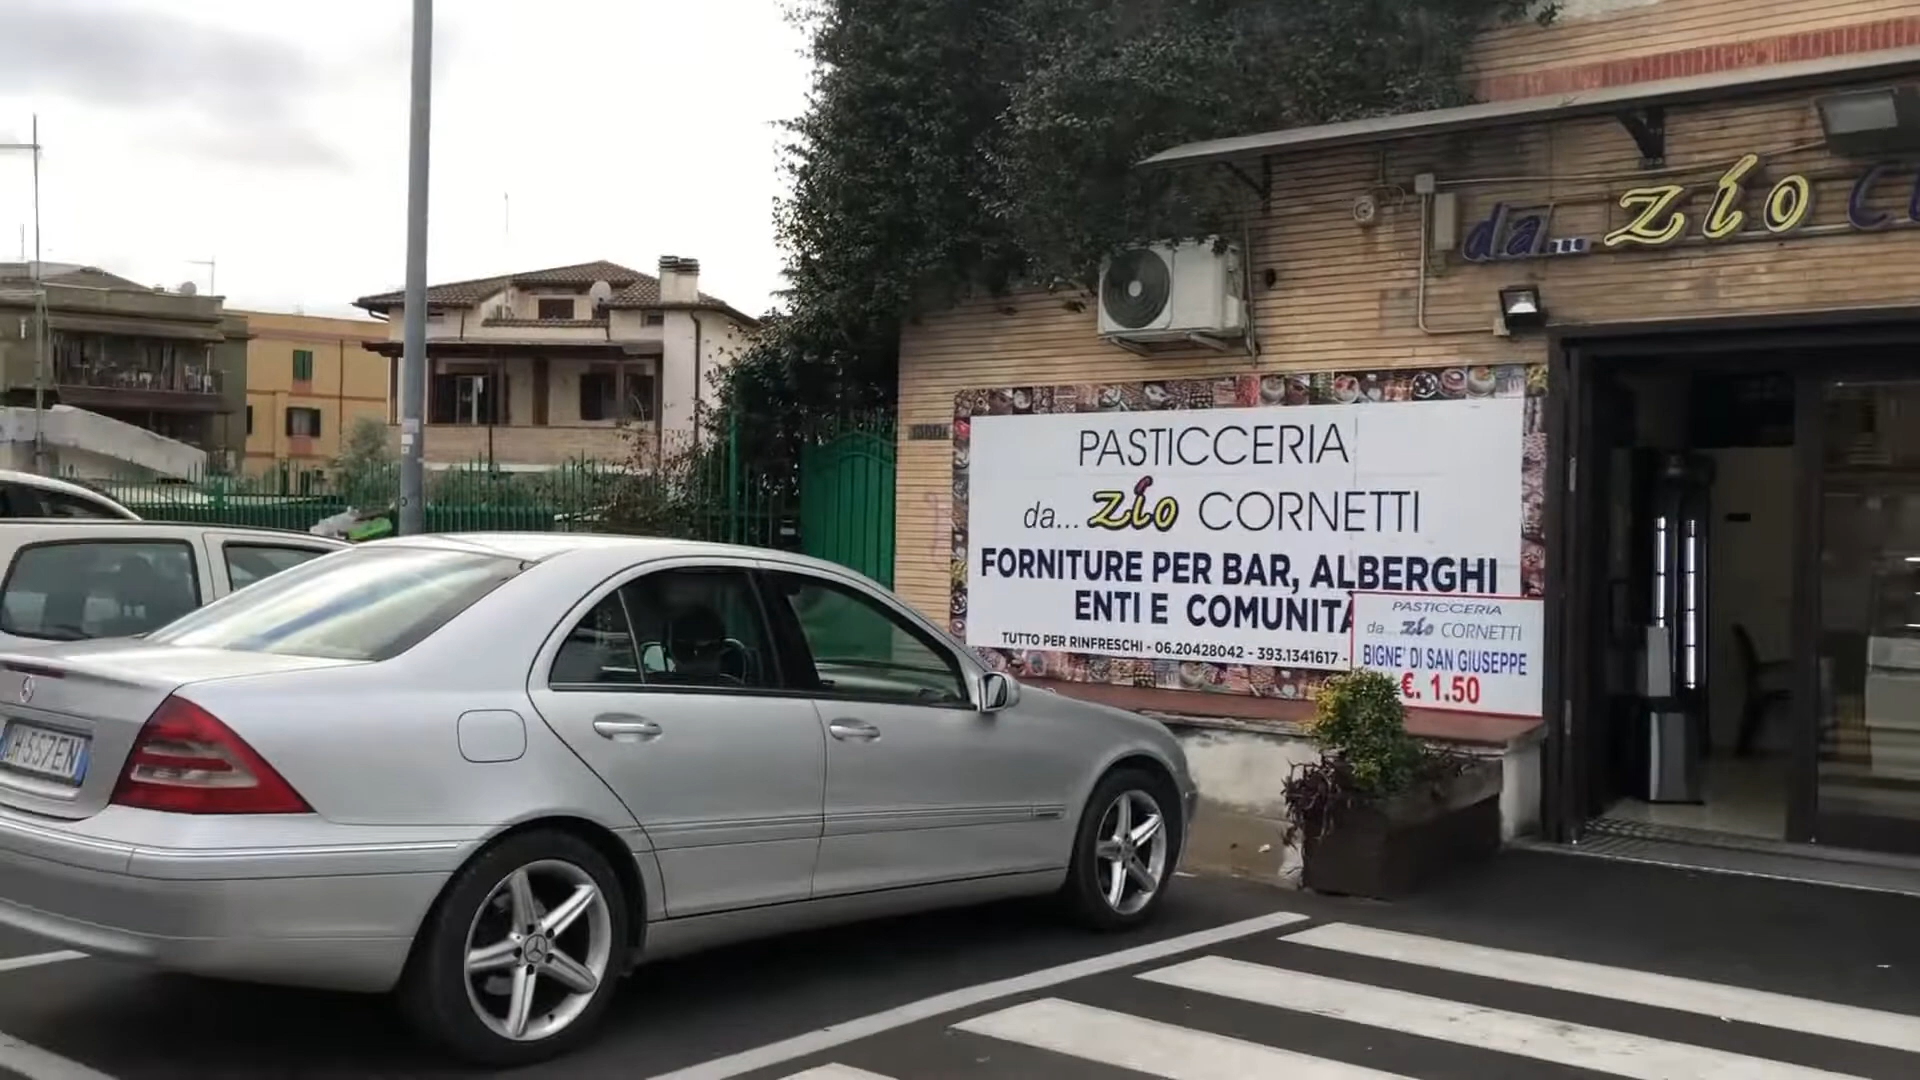 da... zio
PASTICCERIA
da... zio CORNETTI
FORNITURE PER BAR, ALBERGHI
ENTI E COMUNITÀ
TUTTO PER RINFRESCHI - 06.20428042 - 393.1341617 -
PASTICCERIA
da... zio CORNETTI
BIGNE' DI SAN GIUSEPPE
€. 1.50